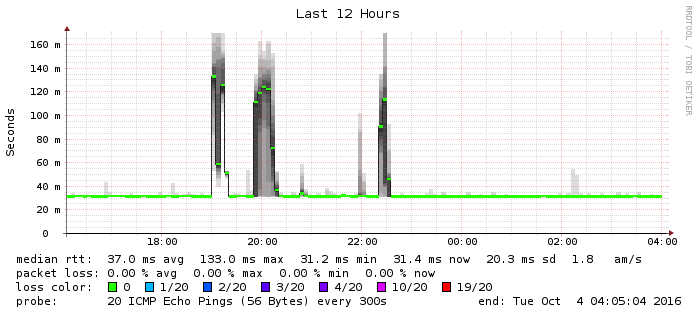 Last 12 Hours
RRDTOOL / TOBI OETIKER
Seconds
160 m
140 m
120 m
100 m
80 m
60 m
40 m
20 m
0
18:00 20:00 22:00 00:00 02:00 04:00
median rtt: 37.0 ms avg 133.0 ms max 31.2 ms min 31.4 ms now 20.3 ms sd 1.8 am/s
packet loss: 0.00 % avg 0.00 % max 0.00 % min 0.00 % now
loss color: 0 1/20 2/20 3/20 4/20 10/20 19/20
probe: 20 ICMP Echo Pings (56 Bytes) every 300s end: Tue Oct 4 04:05:04 2016